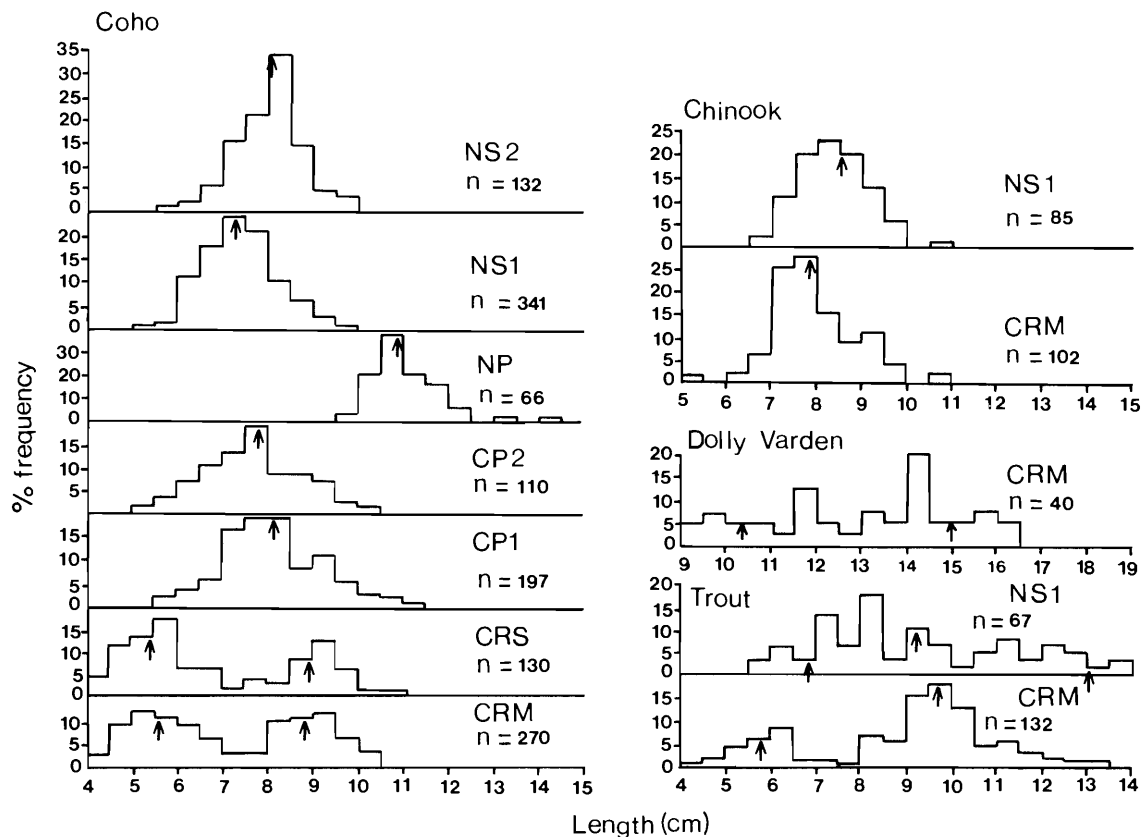 Coho
35
30
25
20
15
10
5
0
NS2
n = 132
20
15
10
5
0
NS1
n = 341
30
20
10
0
NP
n = 66
15
10
5
0
CP2
n = 110
15
10
5
0
CP1
n = 197
15
10
5
0
CRS
n = 130
10
5
0
CRM
n = 270
4 5 6 7 8 9 10 11 12 13 14 15
% frequency
Chinook
25
20
15
10
5
0
NS1
n = 85
25
20
15
10
5
0
CRM
n = 102
5 6 7 8 9 10 11 12 13 14 15
Dolly Varden
20
15
10
5
0
CRM
n = 40
9 10 11 12 13 14 15 16 17 18 19
Trout
20
15
10
5
0
NS1
n = 67
15
10
5
0
CRM
n = 132
4 5 6 7 8 9 10 11 12 13 14
Length (cm)